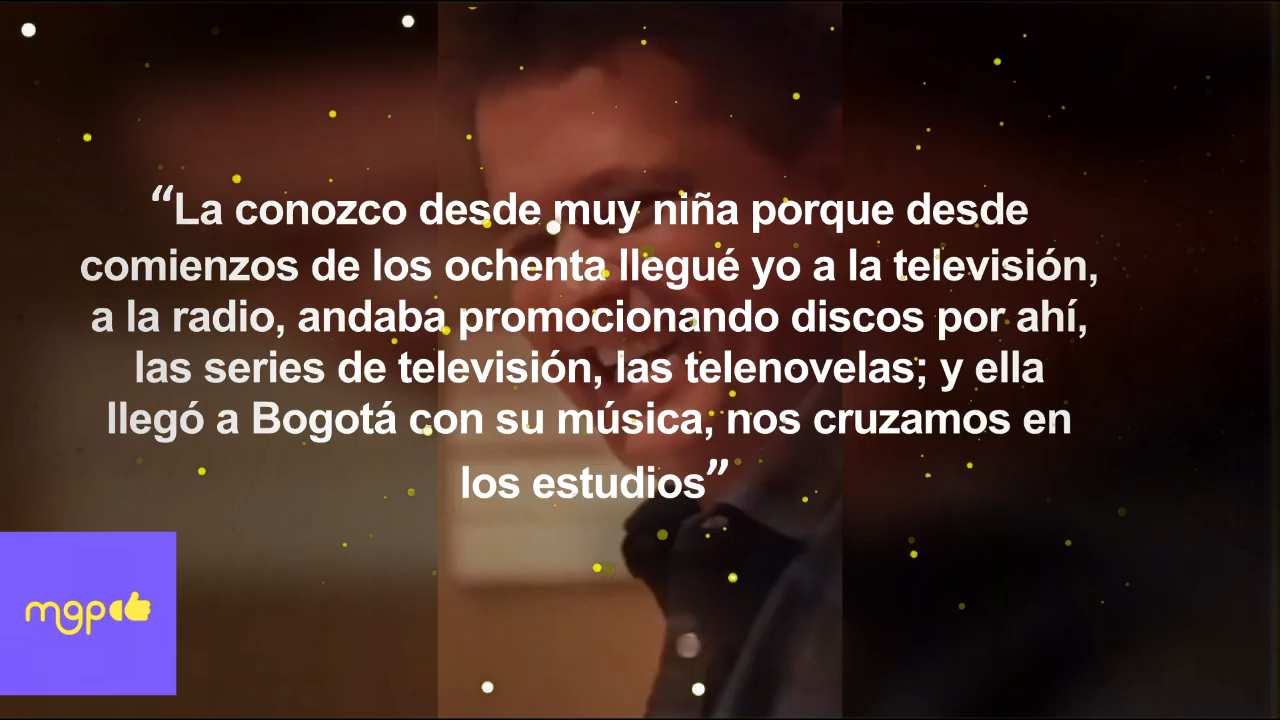 “La conozco desde muy niña porque desde
comienzos de los ochenta llegué yo a la televisión,
a la radio, andaba promocionando discos por ahí,
las series de televisión, las telenovelas; y ella
llegó a Bogotá con su música, nos cruzamos en
los estudios”
mgp